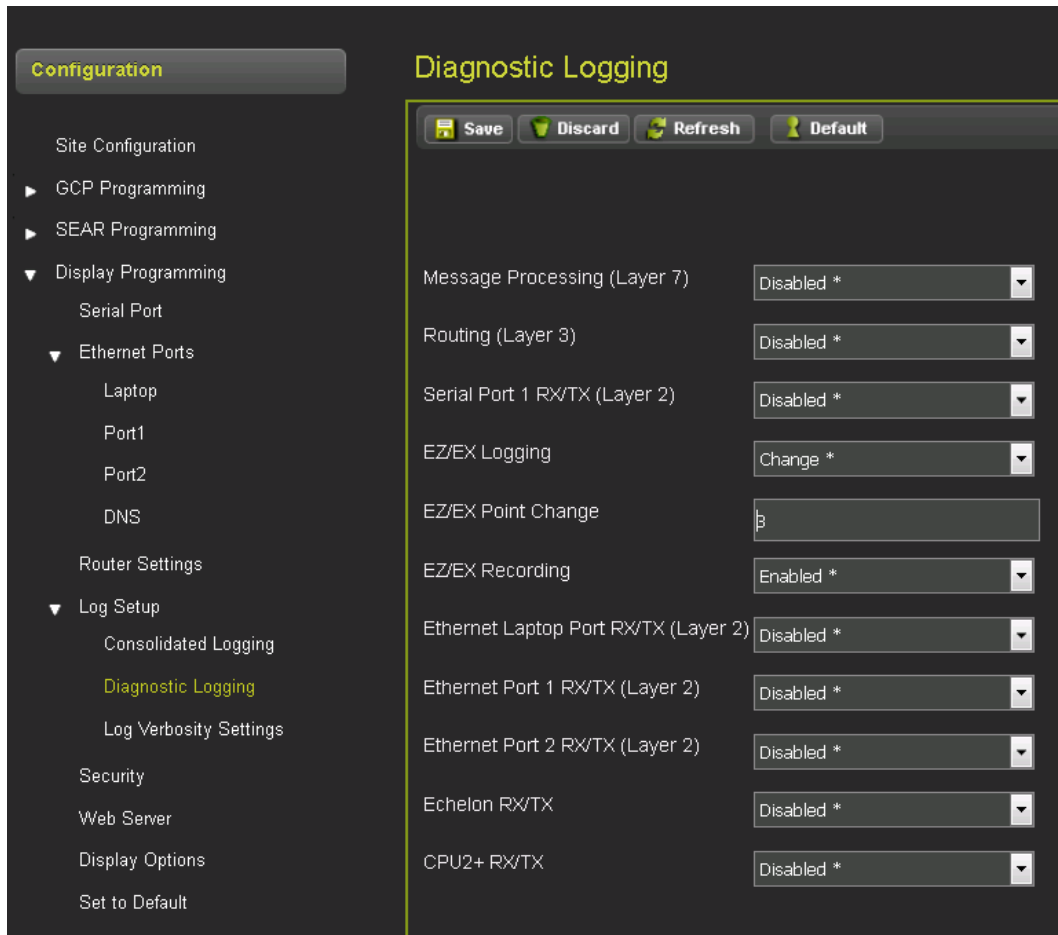 Configuration
Site Configuration
GCP Programming
SEAR Programming
Display Programming
Serial Port
Ethernet Ports
Laptop
Port1
Port2
DNS
Router Settings
Log Setup
Consolidated Logging
Diagnostic Logging
Log Verbosity Settings
Security
Web Server
Display Options
Set to Default
Diagnostic Logging
Save Discard Refresh Default
Message Processing (Layer 7) Disabled *
Routing (Layer 3) Disabled *
Serial Port 1 RX/TX (Layer 2) Disabled *
EZ/EX Logging Change *
EZ/EX Point Change 3
EZ/EX Recording Enabled *
Ethernet Laptop Port RX/TX (Layer 2) Disabled *
Ethernet Port 1 RX/TX (Layer 2) Disabled *
Ethernet Port 2 RX/TX (Layer 2) Disabled *
Echelon RX/TX Disabled *
CPU2+ RX/TX Disabled *